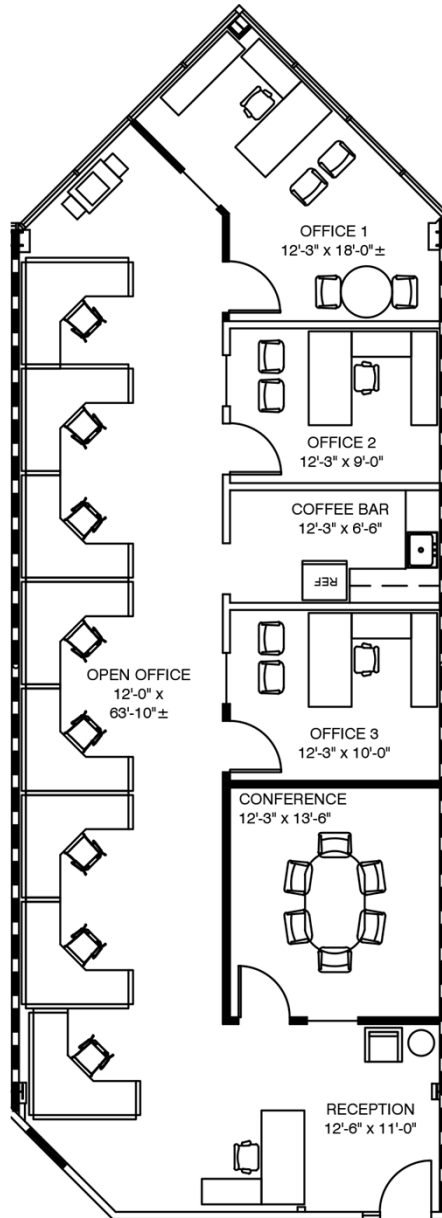 OFFICE 1
12'-3" x 18'-0"±
OFFICE 2
12'-3" x 9'-0"
COFFEE BAR
12'-3" x 6'-6"
REF
OPEN OFFICE
12'-0" x
63'-10"±
OFFICE 3
12'-3" x 10'-0"
CONFERENCE
12'-3" x 13'-6"
RECEPTION
12'-6" x 11'-0"